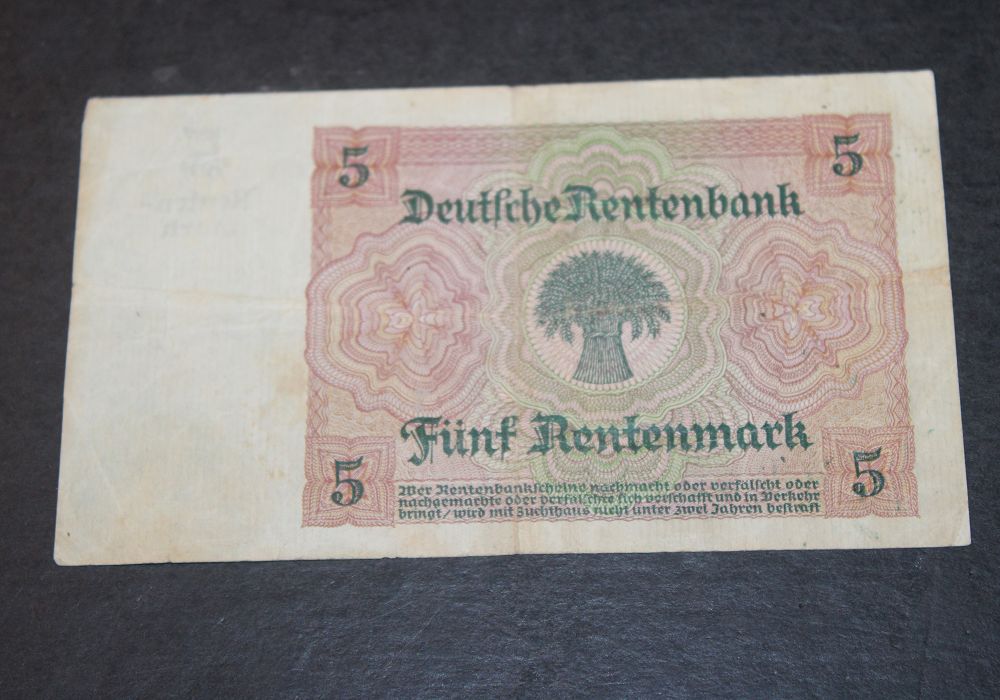 5 5
Deutsche Rentenbank
Fünf Rentenmark
5 5
Wer Rentenbankscheine nachmacht oder verfälscht oder
nachgemachte oder verfälschte sich verschafft und in Verkehr
bringt / wird mit Zuchthaus nicht unter zwei Jahren bestraft